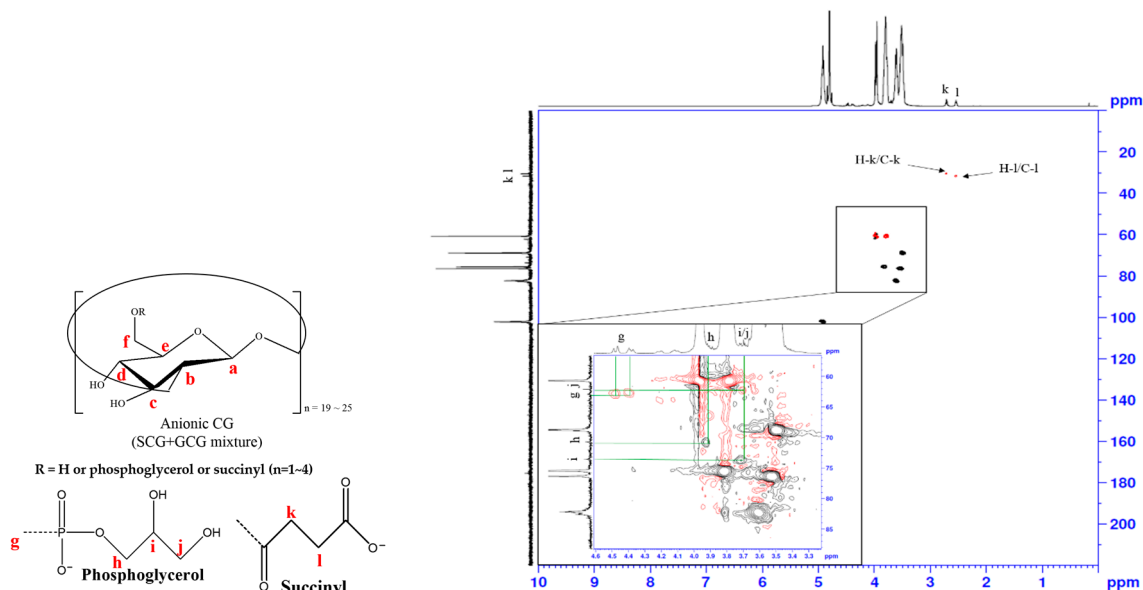 OR
f
e
O
O
d
b
a
HO
HO
c
n = 19 ~ 25
Anionic CG
(SCG+GCG mixture)
R = H or phosphoglycerol or succinyl (n=1~4)
O
OH
O
g
P
O
OH
O⁻
h
i
j
Phosphoglycerol
k
O⁻
l
O
Succinyl
k
l
ppm
k l
H-k/C-k
H-l/C-l
20
40
60
80
100
120
140
160
180
200
g
h
i/j
ppm
g j
h
i
60
65
70
75
80
85
4.6 4.5 4.4 4.3 4.2 4.1 4.0 3.9 3.8 3.7 3.6 3.5 3.4 3.3
ppm
10 9 8 7 6 5 4 3 2 1 ppm